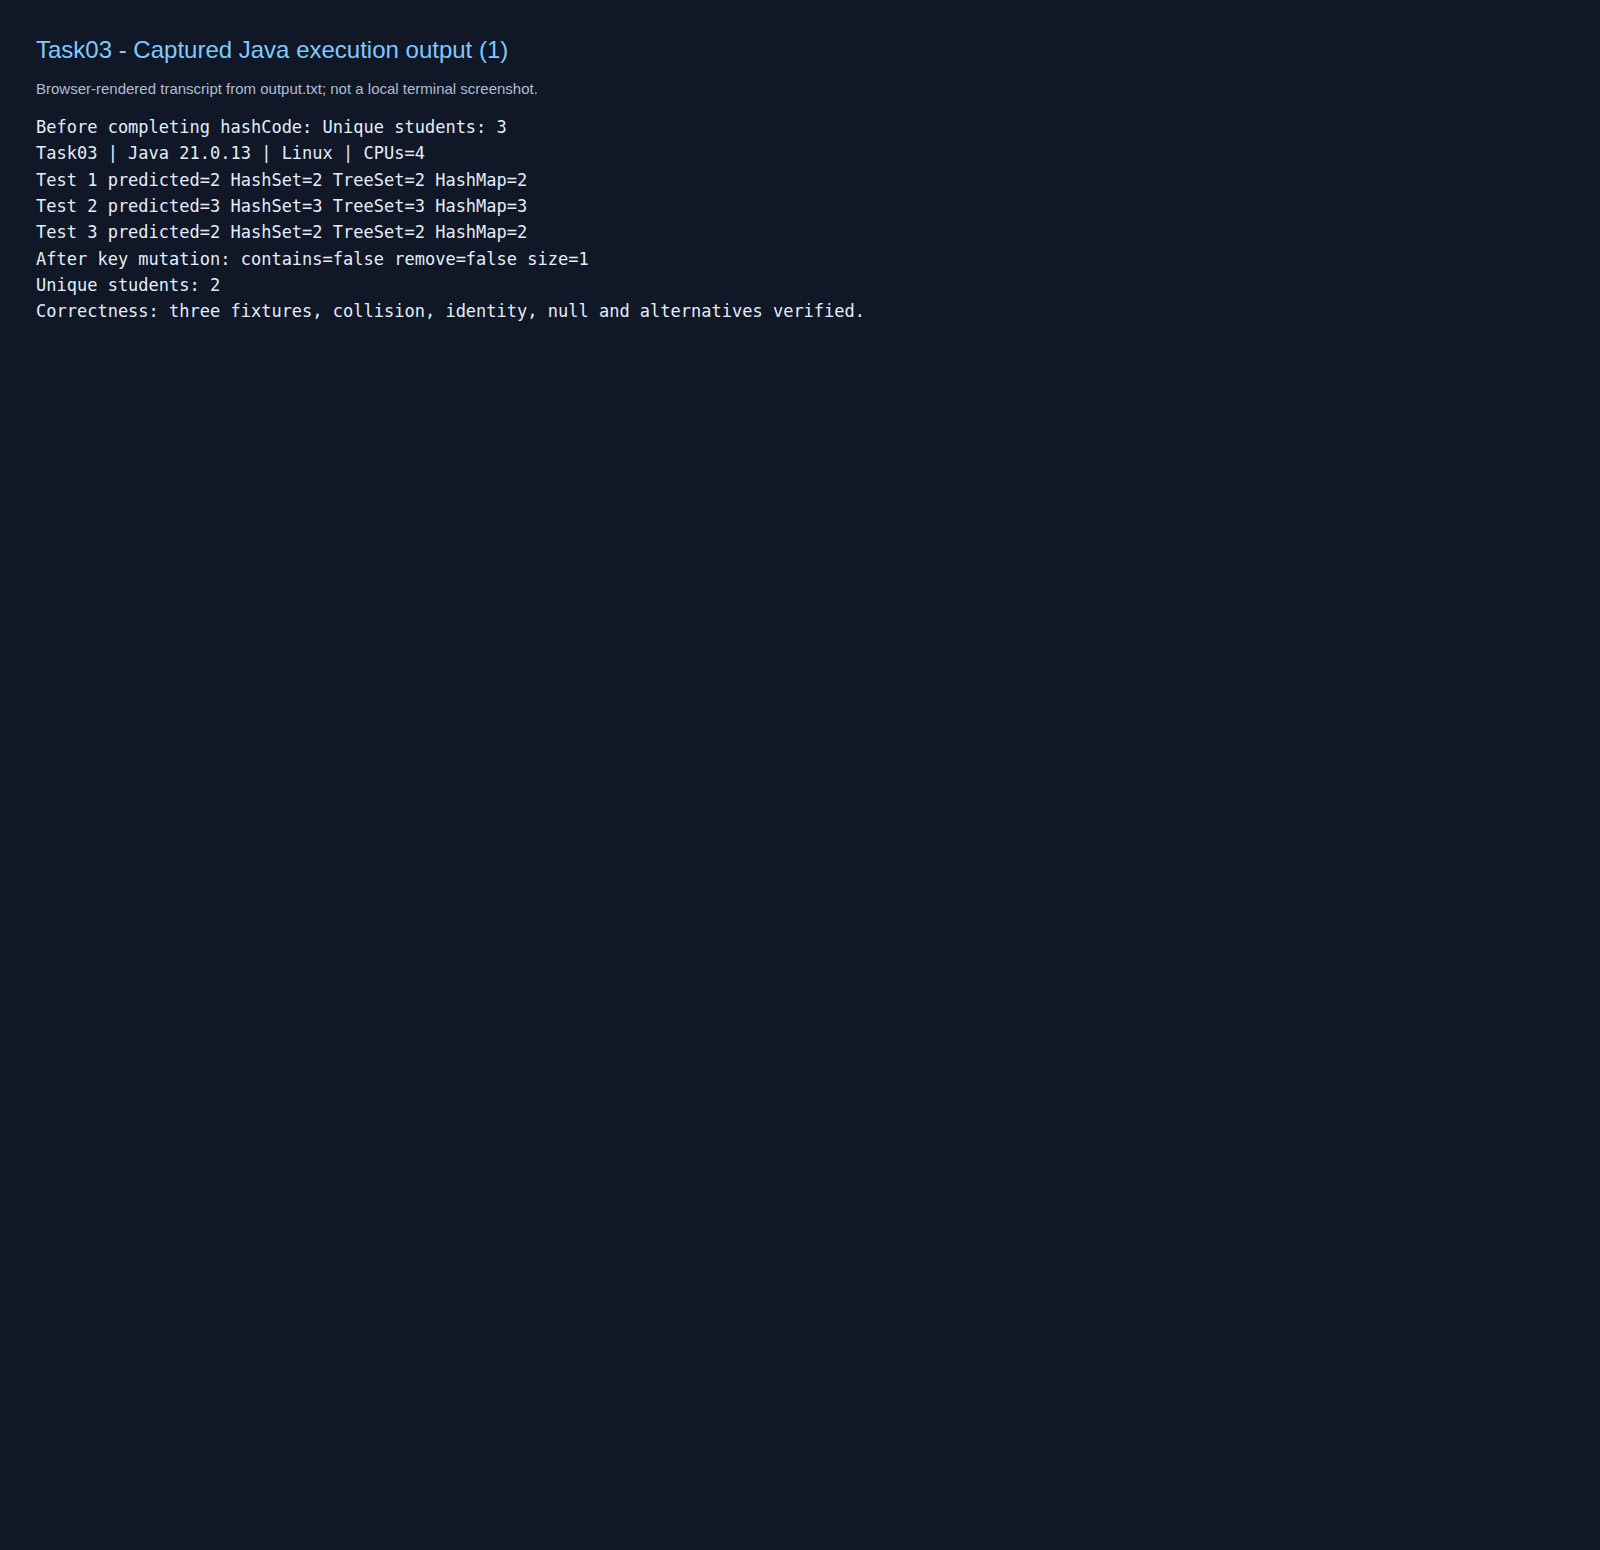 Task03 - Captured Java execution output (1)
Browser-rendered transcript from output.txt; not a local terminal screenshot.
Before completing hashCode: Unique students: 3
Task03 | Java 21.0.13 | Linux | CPUs=4
Test 1 predicted=2 HashSet=2 TreeSet=2 HashMap=2
Test 2 predicted=3 HashSet=3 TreeSet=3 HashMap=3
Test 3 predicted=2 HashSet=2 TreeSet=2 HashMap=2
After key mutation: contains=false remove=false size=1
Unique students: 2
Correctness: three fixtures, collision, identity, null and alternatives verified.